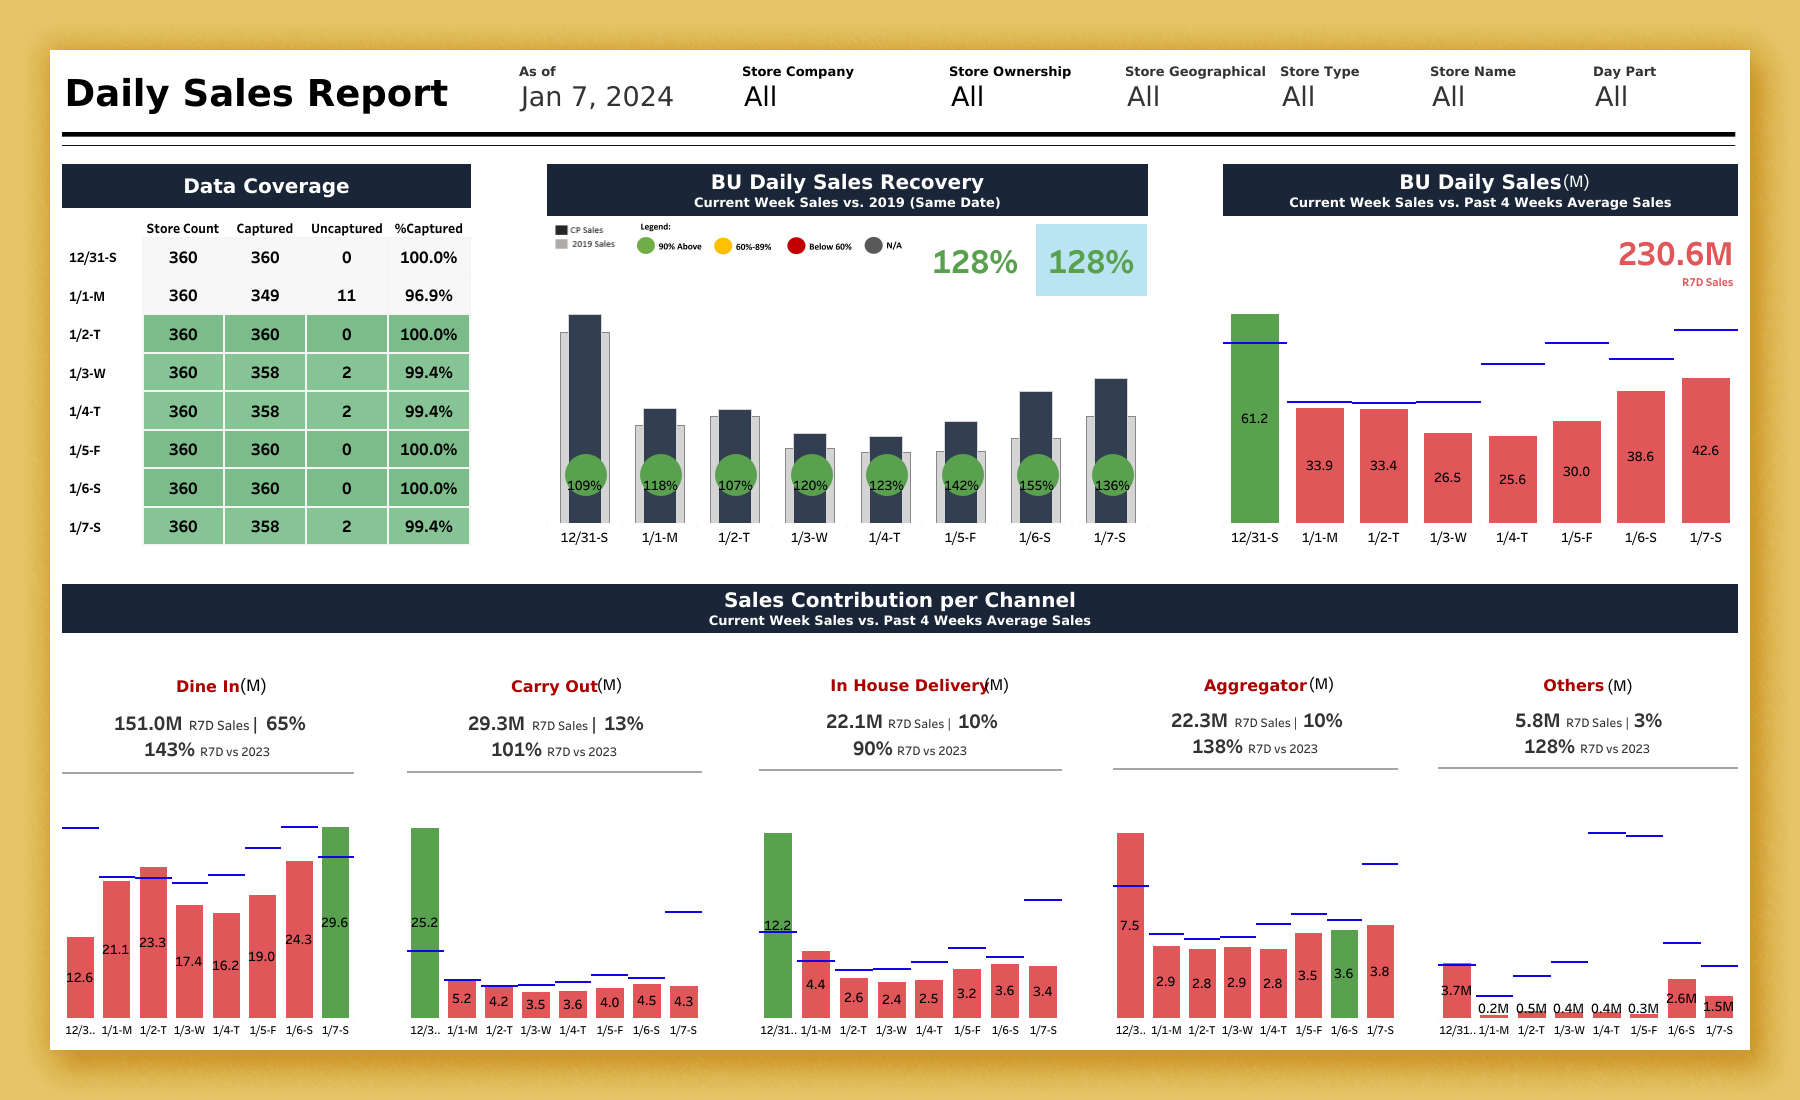 Daily Sales Report
As of
Jan 7, 2024
Store Company
All
Store Ownership
All
Store Geographical
All
Store Type
All
Store Name
All
Day Part
All
Data Coverage
Store Count Captured Uncaptured %Captured
12/31-S 360 360 0 100.0%
1/1-M 360 349 11 96.9%
1/2-T 360 360 0 100.0%
1/3-W 360 358 2 99.4%
1/4-T 360 358 2 99.4%
1/5-F 360 360 0 100.0%
1/6-S 360 360 0 100.0%
1/7-S 360 358 2 99.4%
BU Daily Sales Recovery
Current Week Sales vs. 2019 (Same Date)
CP Sales
2019 Sales
Legend:
90% Above 60%-89% Below 60% N/A
128% 128%
109% 118% 107% 120% 123% 142% 155% 136%
12/31-S 1/1-M 1/2-T 1/3-W 1/4-T 1/5-F 1/6-S 1/7-S
BU Daily Sales(M)
Current Week Sales vs. Past 4 Weeks Average Sales
230.6M
R7D Sales
61.2 33.9 33.4 26.5 25.6 30.0 38.6 42.6
12/31-S 1/1-M 1/2-T 1/3-W 1/4-T 1/5-F 1/6-S 1/7-S
Sales Contribution per Channel
Current Week Sales vs. Past 4 Weeks Average Sales
Dine In(M)
151.0M R7D Sales | 65%
143% R7D vs 2023
12.6 21.1 23.3 17.4 16.2 19.0 24.3 29.6
12/3.. 1/1-M 1/2-T 1/3-W 1/4-T 1/5-F 1/6-S 1/7-S
Carry Out(M)
29.3M R7D Sales | 13%
101% R7D vs 2023
25.2 5.2 4.2 3.5 3.6 4.0 4.5 4.3
12/3.. 1/1-M 1/2-T 1/3-W 1/4-T 1/5-F 1/6-S 1/7-S
In House Delivery(M)
22.1M R7D Sales | 10%
90% R7D vs 2023
12.2 4.4 2.6 2.4 2.5 3.2 3.6 3.4
12/31.. 1/1-M 1/2-T 1/3-W 1/4-T 1/5-F 1/6-S 1/7-S
Aggregator (M)
22.3M R7D Sales | 10%
138% R7D vs 2023
7.5 2.9 2.8 2.9 2.8 3.5 3.6 3.8
12/3.. 1/1-M 1/2-T 1/3-W 1/4-T 1/5-F 1/6-S 1/7-S
Others (M)
5.8M R7D Sales | 3%
128% R7D vs 2023
3.7M 0.2M 0.5M 0.4M 0.4M 0.3M 2.6M 1.5M
12/31.. 1/1-M 1/2-T 1/3-W 1/4-T 1/5-F 1/6-S 1/7-S